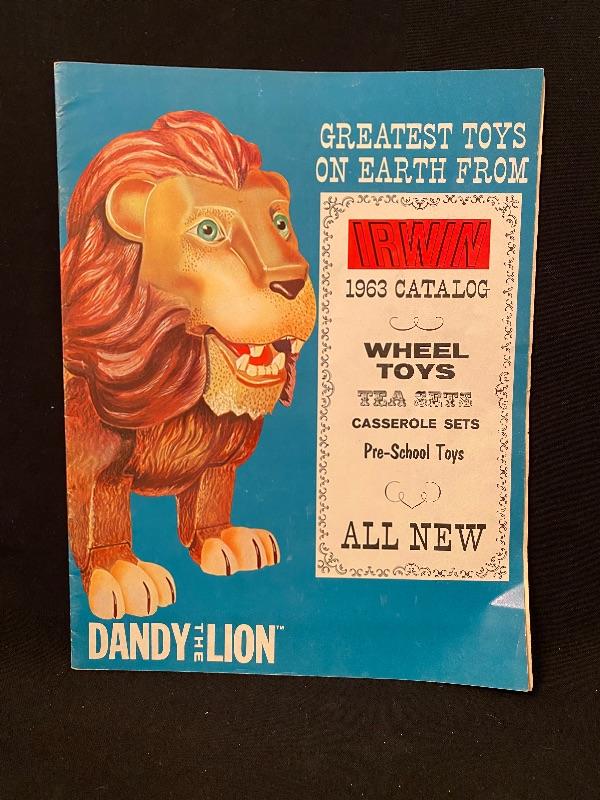 GREATEST TOYS
ON EARTH FROM
IRWIN
1963 CATALOG
WHEEL
TOYS
TEA SETS
CASSEROLE SETS
Pre-School Toys
ALL NEW
DANDY THE LION™